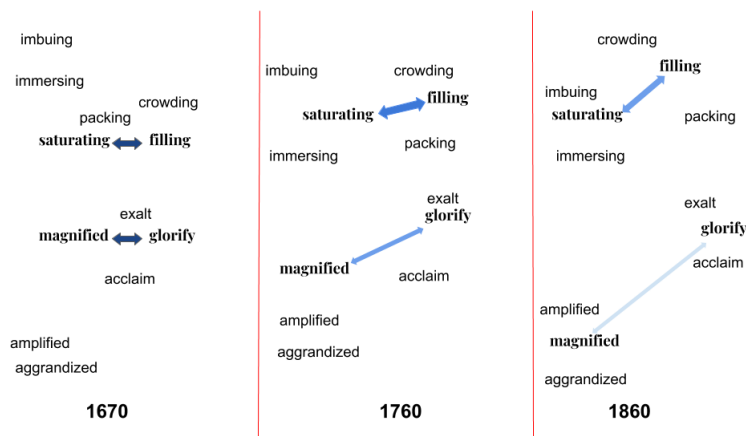 imbuing
immersing
crowding
packing
saturating filling
exalt
magnified glorify
acclaim
amplified
aggrandized
1670
imbuing
crowding
filling
saturating
packing
immersing
exalt
glorify
magnified
acclaim
amplified
aggrandized
1760
crowding
filling
imbuing
saturating
packing
immersing
exalt
glorify
acclaim
amplified
magnified
aggrandized
1860